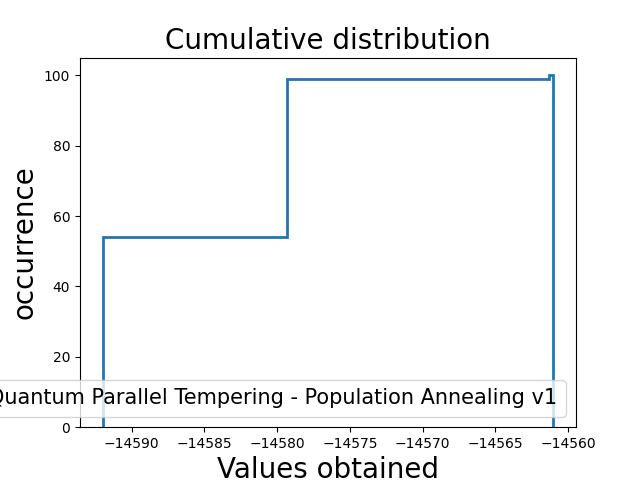 Cumulative distribution
occurrence
100
80
60
40
20
0
Quantum Parallel Tempering - Population Annealing v1
−14590 −14585 −14580 −14575 −14570 −14565 −14560
Values obtained